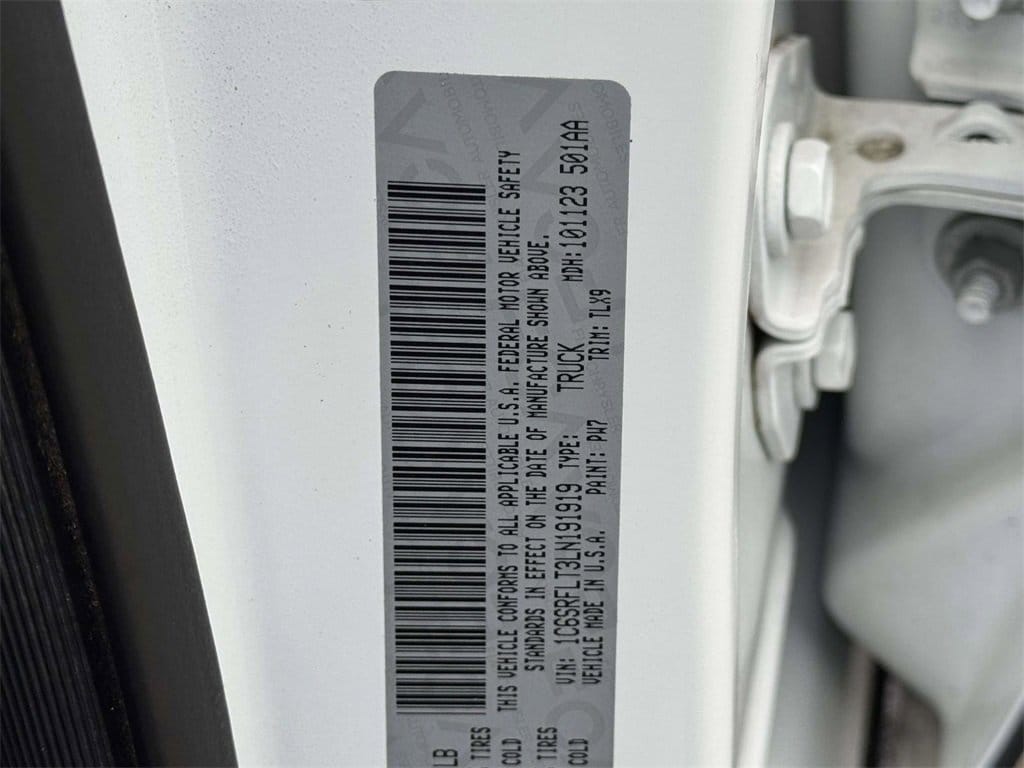 THIS VEHICLE CONFORMS TO ALL APPLICABLE U.S.A. FEDERAL MOTOR VEHICLE SAFETY
STANDARDS IN EFFECT ON THE DATE OF MANUFACTURE SHOWN ABOVE.
VIN: 1C6SRFLT3LN191919 TYPE: TRUCK MDH:101123 501AA
VEHICLE MADE IN U.S.A. PAINT: PW7 TRIM: TLX9
LB
TIRES
COLD
TIRES
COLD